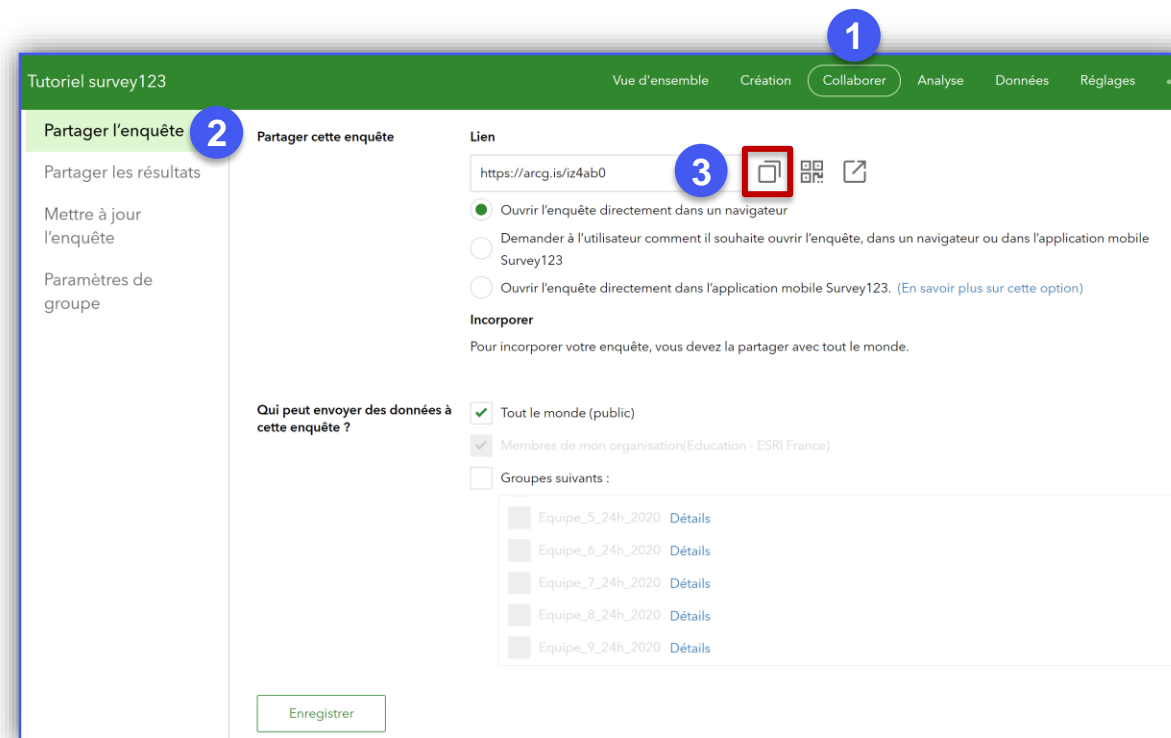 1
Tutoriel survey123
Vue d'ensemble
Création
Collaborer
Analyse
Données
Réglages
Partager l'enquête
2
Partager les résultats
Mettre à jour
l'enquête
Paramètres de
groupe
Partager cette enquête
Lien
https://arcg.is/iz4ab0
3
Ouvrir l'enquête directement dans un navigateur
Demander à l'utilisateur comment il souhaite ouvrir l'enquête, dans un navigateur ou dans l'application mobile
Survey123
Ouvrir l'enquête directement dans l'application mobile Survey123. (En savoir plus sur cette option)
Incorporer
Pour incorporer votre enquête, vous devez la partager avec tout le monde.
Qui peut envoyer des données à
cette enquête ?
Tout le monde (public)
Membres de mon organisation(Education - ESRI France)
Groupes suivants :
Equipe_5_24h_2020 Détails
Equipe_6_24h_2020 Détails
Equipe_7_24h_2020 Détails
Equipe_8_24h_2020 Détails
Equipe_9_24h_2020 Détails
Enregistrer